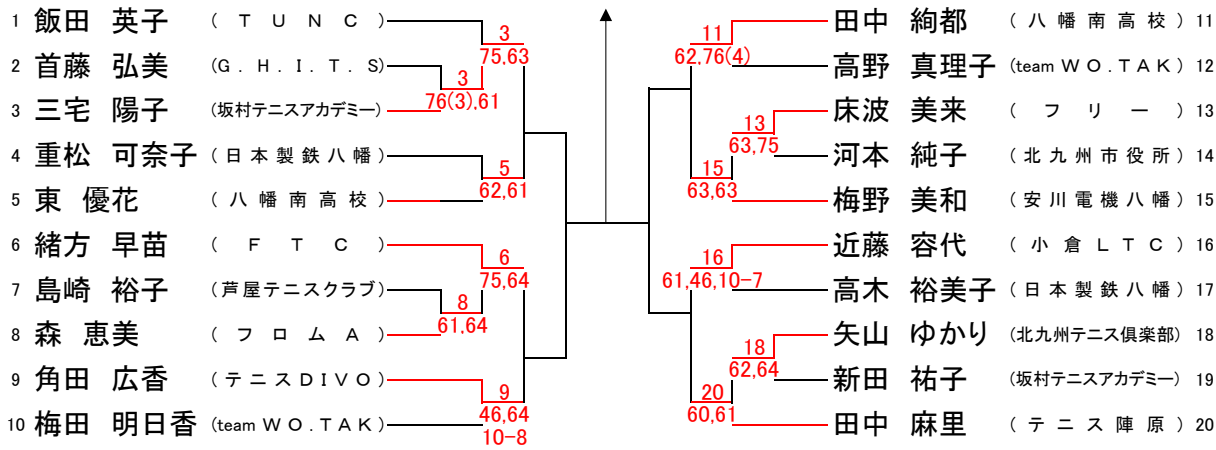 1 飯田 英子 (TUNC)
3
75,63
2 首藤 弘美 (G.H.I.T.S)
3
76(3),61
3 三宅 陽子 (坂村テニスアカデミー)
4 重松 可奈子 (日本製鉄八幡)
5
62,61
5 東 優花 (八幡南高校)
6 緒方 早苗 (FTC)
6
75,64
7 島崎 裕子 (芦屋テニスクラブ)
8
61,64
8 森 恵美 (フロムA)
9 角田 広香 (テニスDIVO)
9
46,64
10-8
10 梅田 明日香 (team WO.TAK)
田中 絢都 (八幡南高校) 11
11
62,76(4)
高野 真理子 (team WO.TAK) 12
床波 美来 (フリー) 13
13
63,75
河本 純子 (北九州市役所) 14
15
63,63
梅野 美和 (安川電機八幡) 15
近藤 容代 (小倉LTC) 16
16
61,46,10-7
高木 裕美子 (日本製鉄八幡) 17
矢山 ゆかり (北九州テニス倶楽部) 18
18
62,64
新田 祐子 (坂村テニスアカデミー) 19
20
60,61
田中 麻里 (テニス陣原) 20